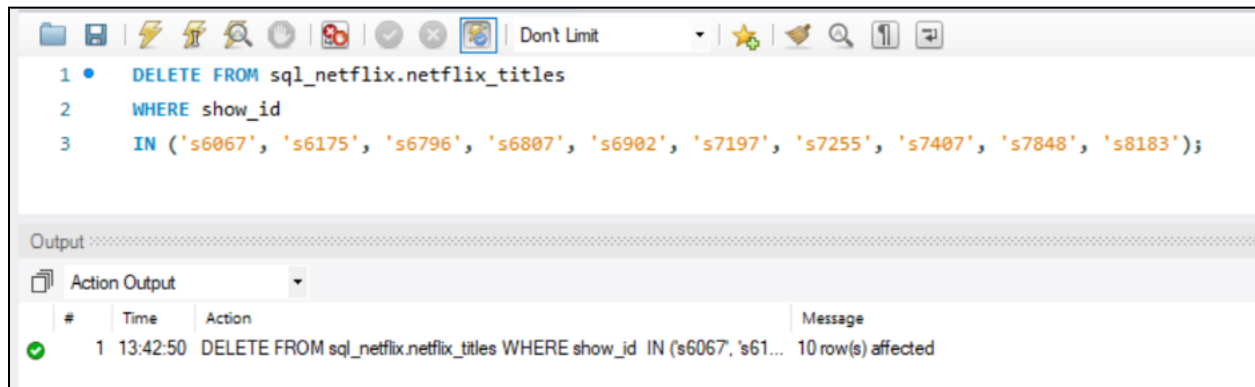 Don't Limit
1 DELETE FROM sql_netflix.netflix_titles
2 WHERE show_id
3 IN ('s6067', 's6175', 's6796', 's6807', 's6902', 's7197', 's7255', 's7407', 's7848', 's8183');
Output
Action Output
# Time Action Message
1 13:42:50 DELETE FROM sql_netflix.netflix_titles WHERE show_id IN ('s6067', 's61... 10 row(s) affected